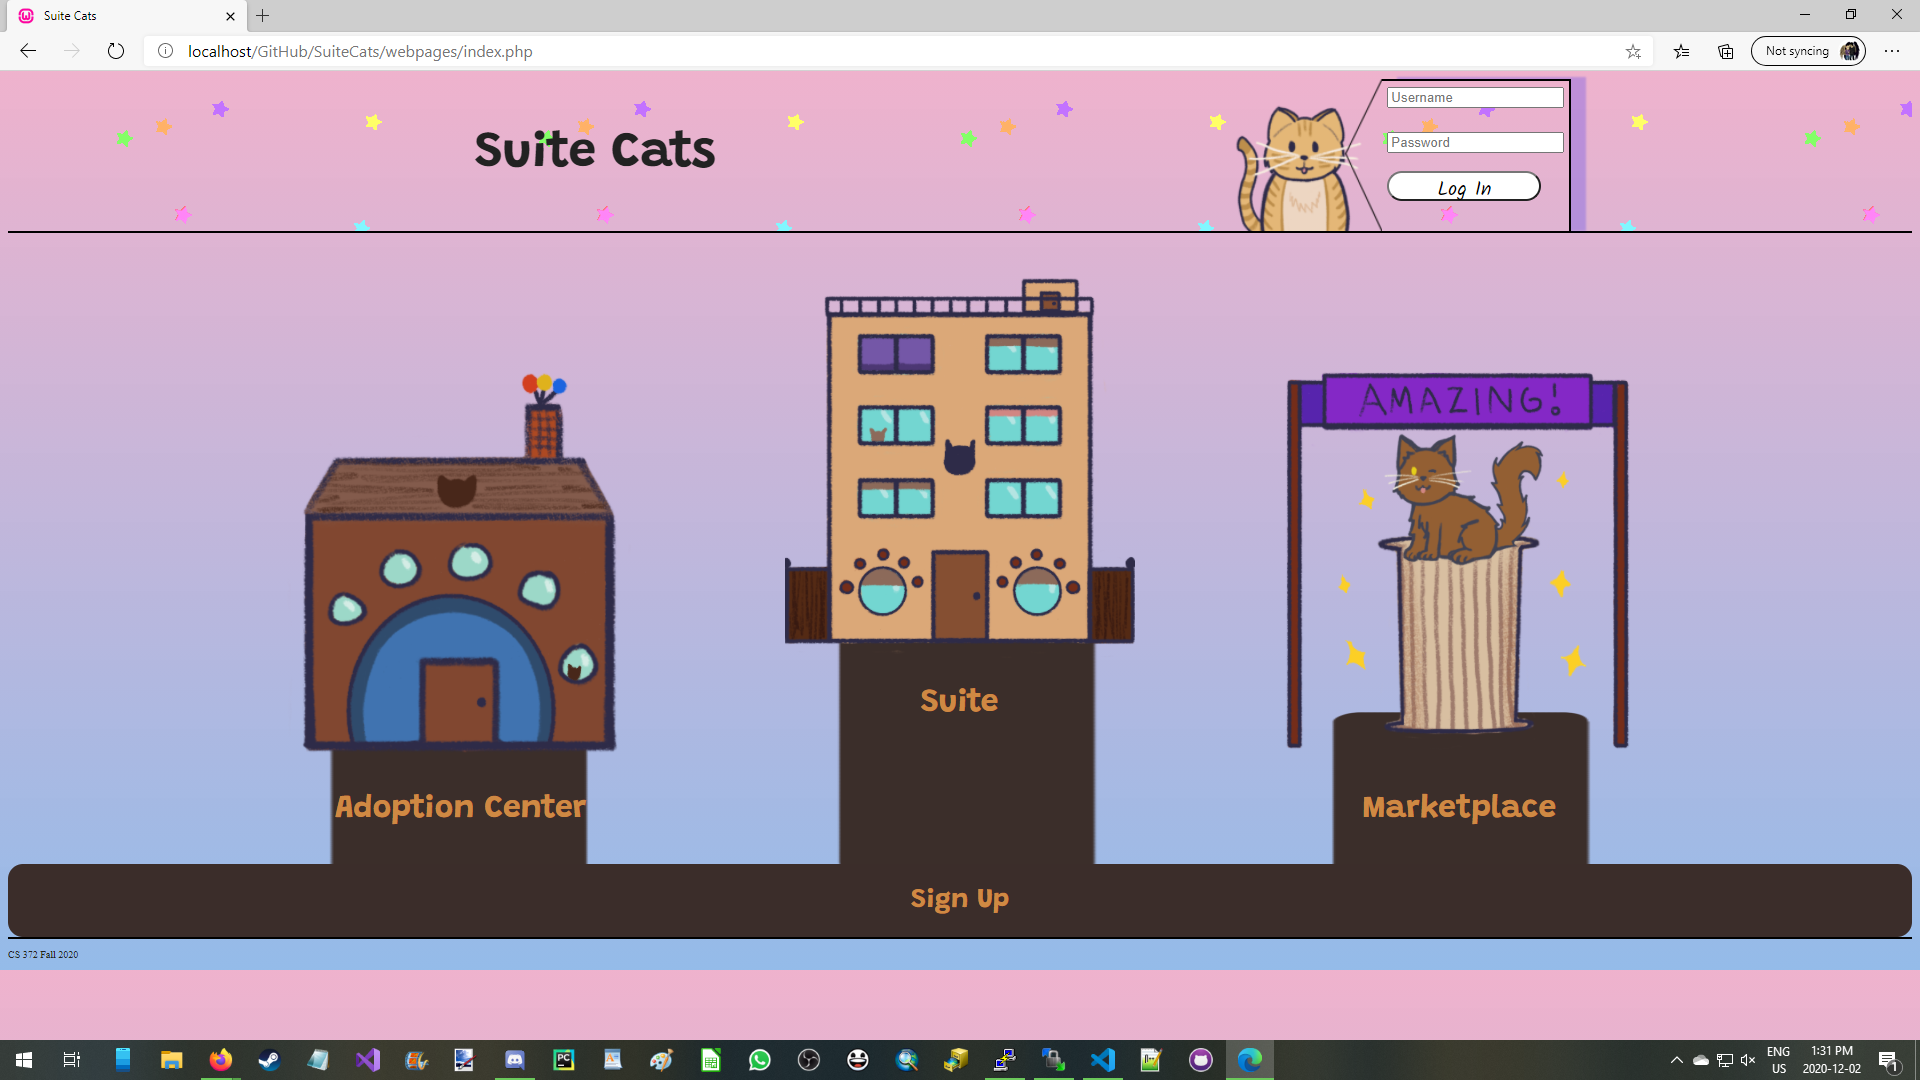 Suite Cats
localhost/GitHub/SuiteCats/webpages/index.php
Not syncing
Suite Cats
Username
Password
Log In
AMAZING!
Suite
Adoption Center
Marketplace
Sign Up
CS 372 Fall 2020
ENG
US
1:31 PM
2020-12-02
1